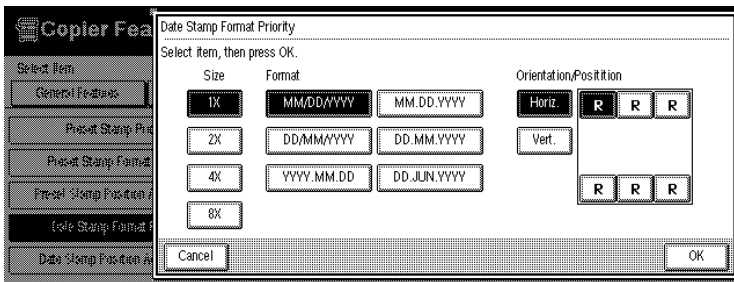 Copier Fea
Date Stamp Format Priority
Select item, then press OK.
Select Item
Size Format Orientation/Postitition
General Features
1X MM/DD/YYYY MM.DD.YYYY Horiz. R R R
Preset Stamp
2X DD/MM/YYYY DD.MM.YYYY Vert.
Preset Stamp Format
4X YYYY.MM.DD DD.JUN.YYYY R R R
Preset Stamp Position A
8X
Date Stamp Format P
Date Stamp Position A
Cancel OK